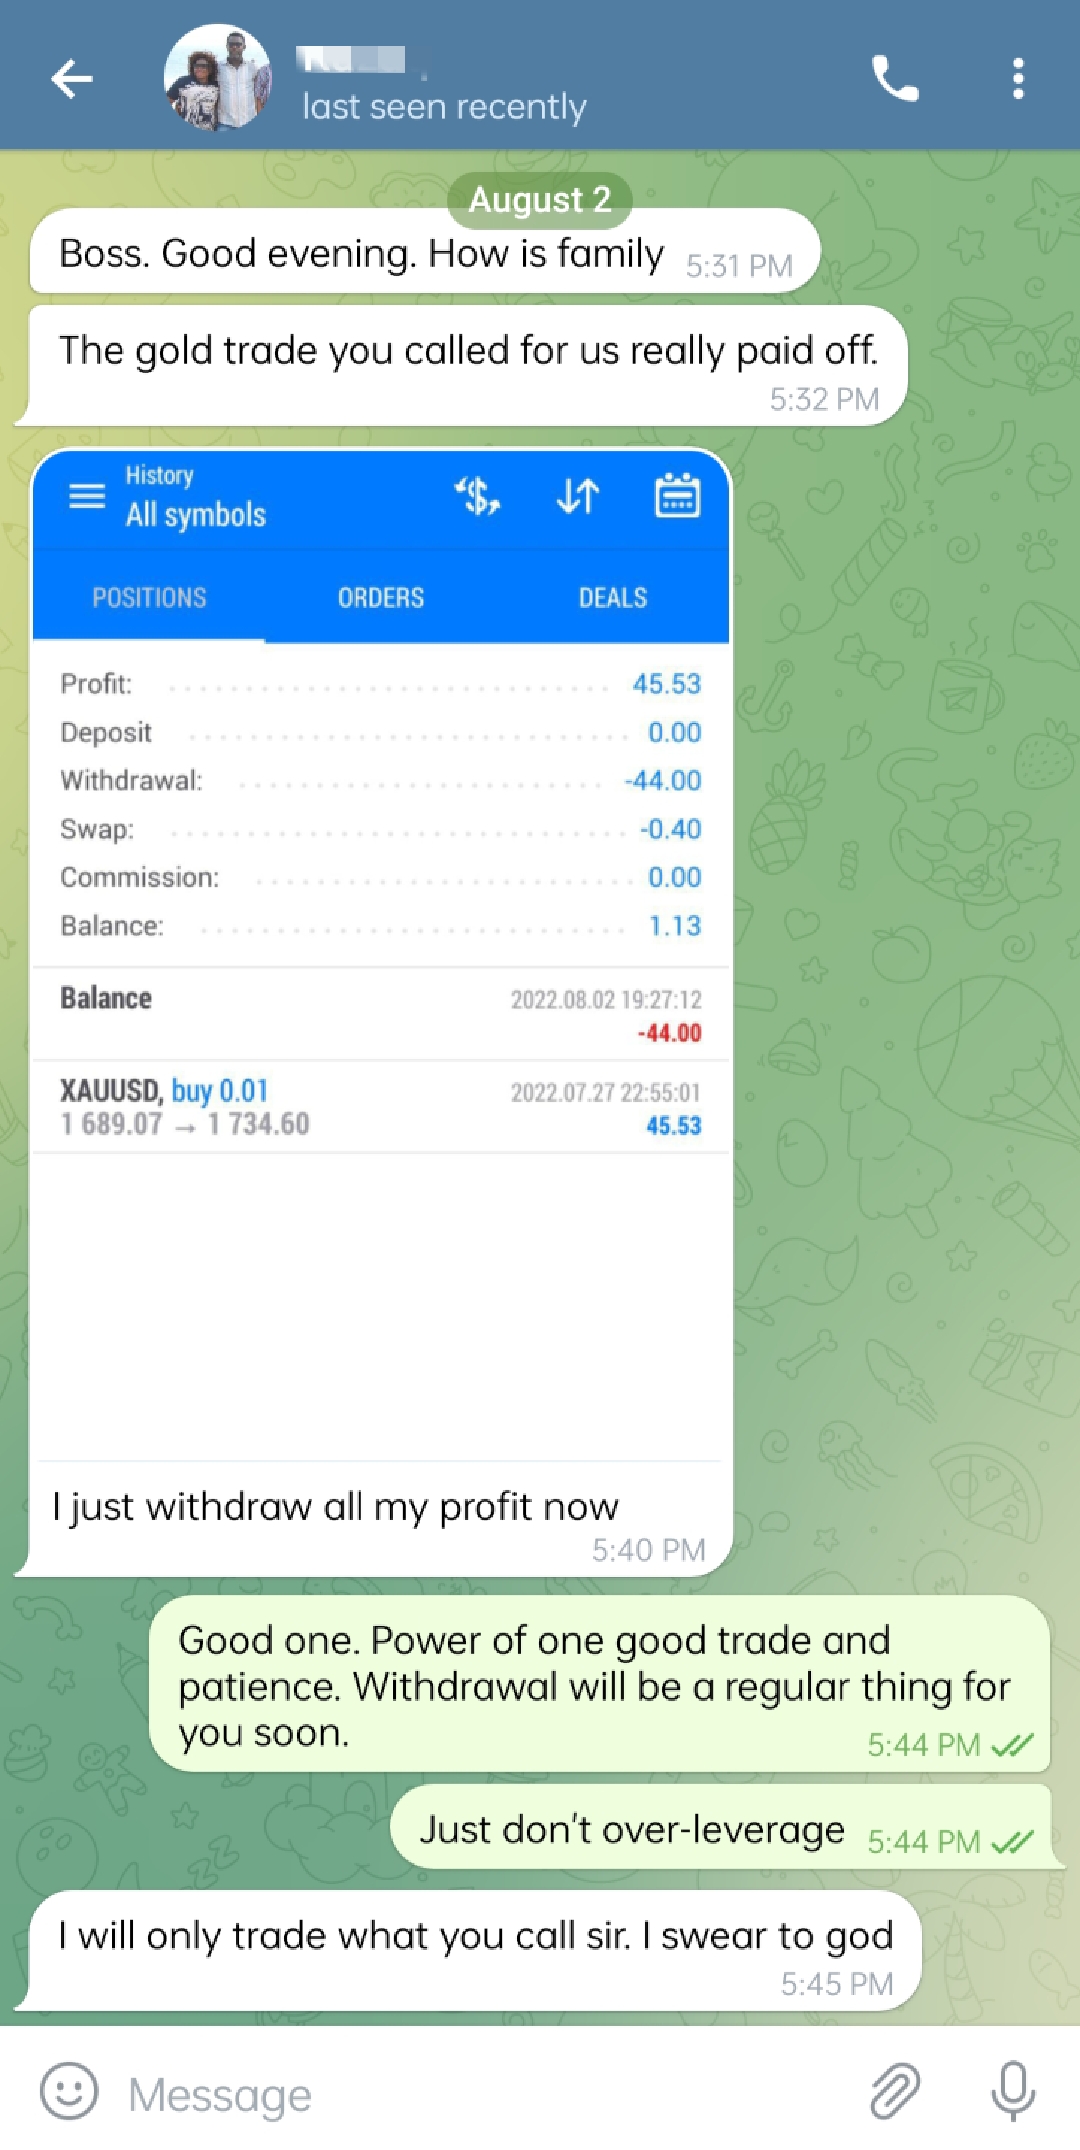 last seen recently
August 2
Boss. Good evening. How is family 5:31 PM
The gold trade you called for us really paid off.
5:32 PM
History
All symbols
POSITIONS ORDERS DEALS
Profit: 45.53
Deposit 0.00
Withdrawal: -44.00
Swap: -0.40
Commission: 0.00
Balance: 1.13
Balance 2022.08.02 19:27:12
-44.00
XAUUSD, buy 0.01 2022.07.27 22:55:01
1 689.07 → 1 734.60 45.53
I just withdraw all my profit now
5:40 PM
Good one. Power of one good trade and
patience. Withdrawal will be a regular thing for
you soon. 5:44 PM
Just don't over-leverage 5:44 PM
I will only trade what you call sir. I swear to god
5:45 PM
Message